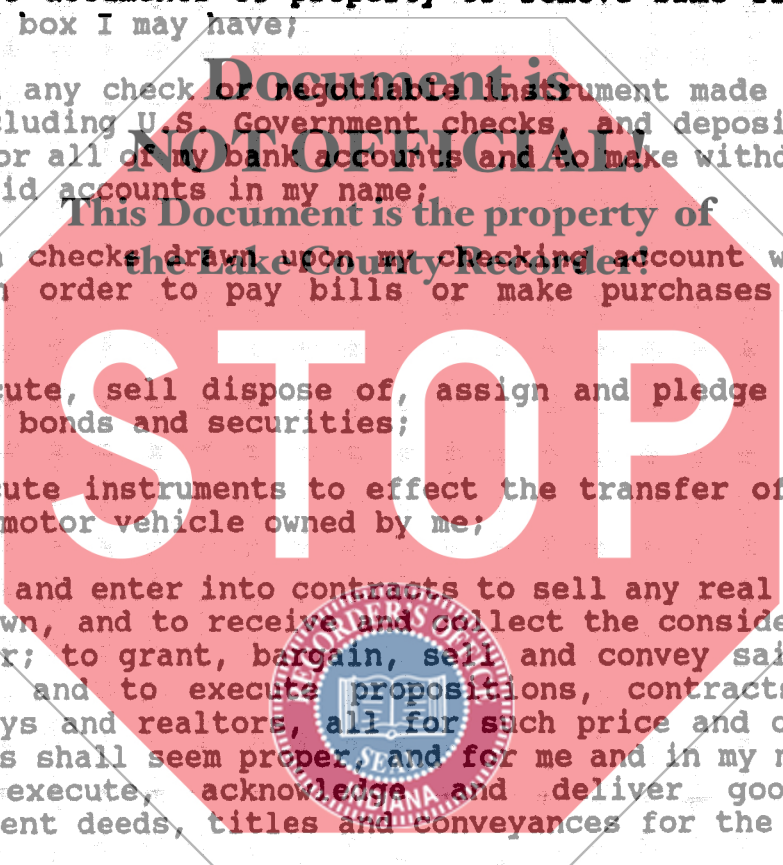 box I may have;
Document is
any check or negotiable instrument made
cluding U.S. Government checks, and deposi
NOT OFFICIAL!
or all of my bank accounts and to make withd
id accounts in my name;
This Document is the property of
checks drawn upon my checking account w
the Lake County Recorder!
order to pay bills or make purchases
STOP
cute, sell dispose of, assign and pledge
bonds and securities;
cute instruments to effect the transfer of
motor vehicle owned by me;
and enter into contracts to sell any real
wn, and to receive and collect the conside
r; to grant, bargain, sell and convey sai
and to execute propositions, contract
ys and realtors, all for such price and
s shall seem proper, and for me and in my
execute, acknowledge and deliver goo
ent deeds, titles and conveyances for the
RECORDER'S OFFICE
SEAL
INDIANA